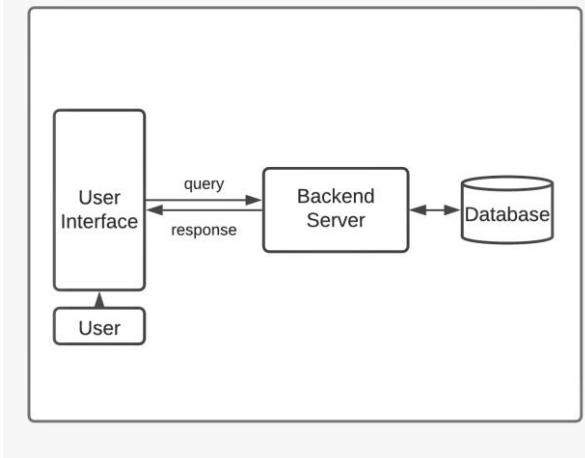 query
User
Interface
response
Backend
Server
Database
User